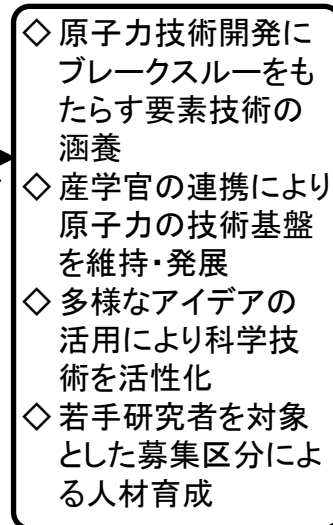 ◇ 原子力技術開発に
ブレークスルーをも
たらす要素技術の
涵養
◇ 産学官の連携により
原子力の技術基盤
を維持・発展
◇ 多様なアイデアの
活用により科学技
術を活性化
◇ 若手研究者を対象
とした募集区分によ
る人材育成